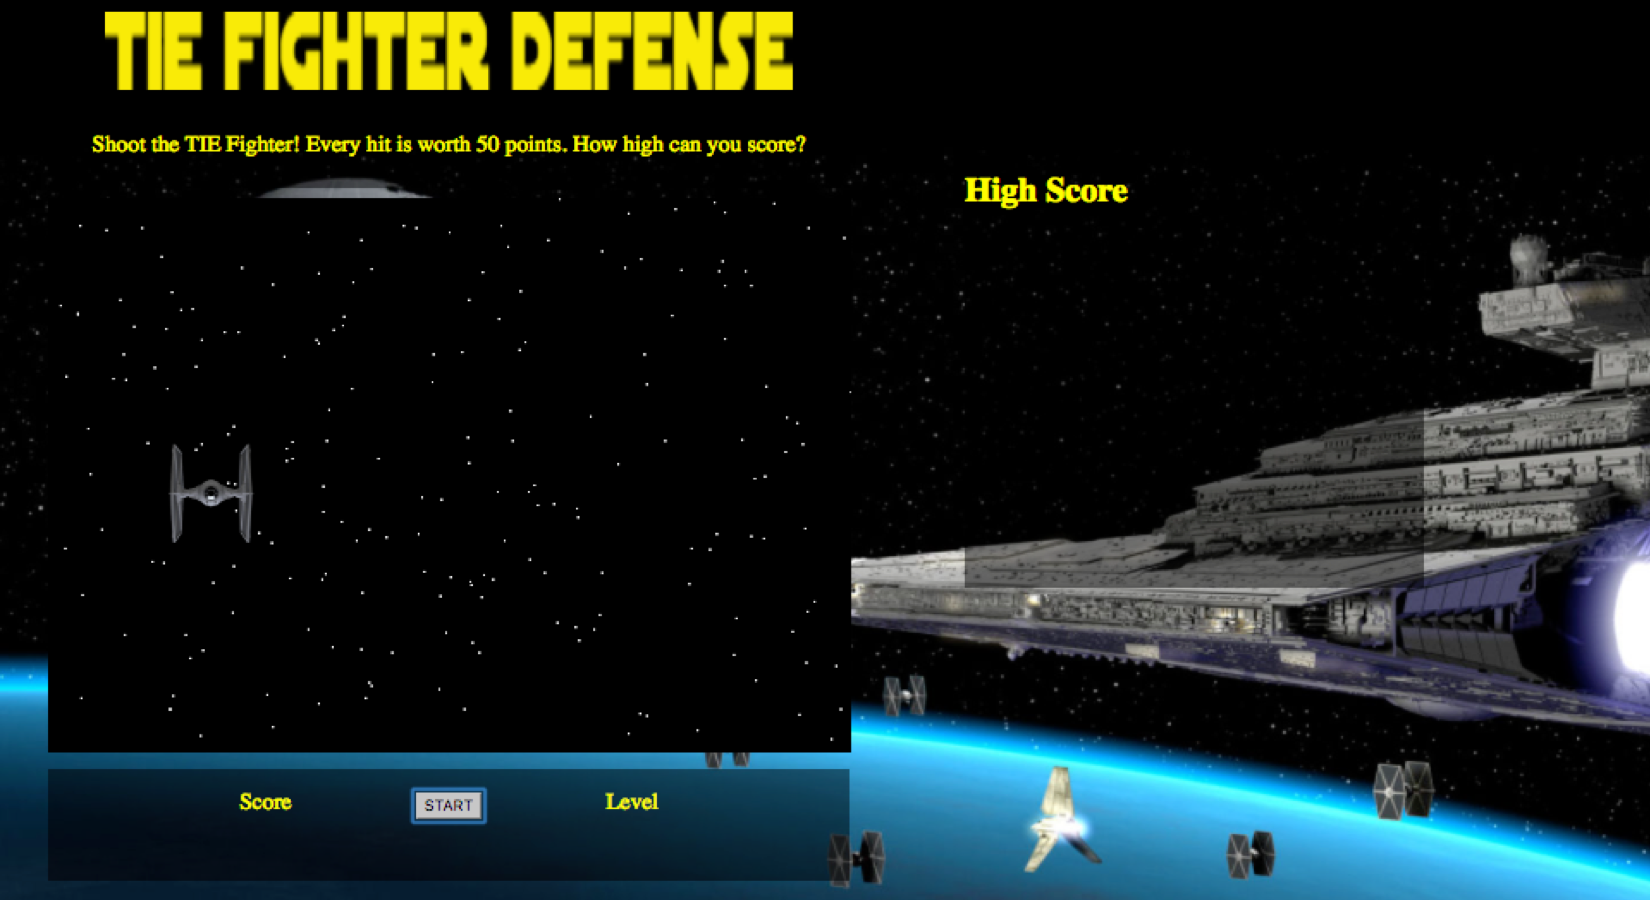 TIE FIGHTER DEFENSE
Shoot the TIE Fighter! Every hit is worth 50 points. How high can you score?
High Score
Score
START
Level